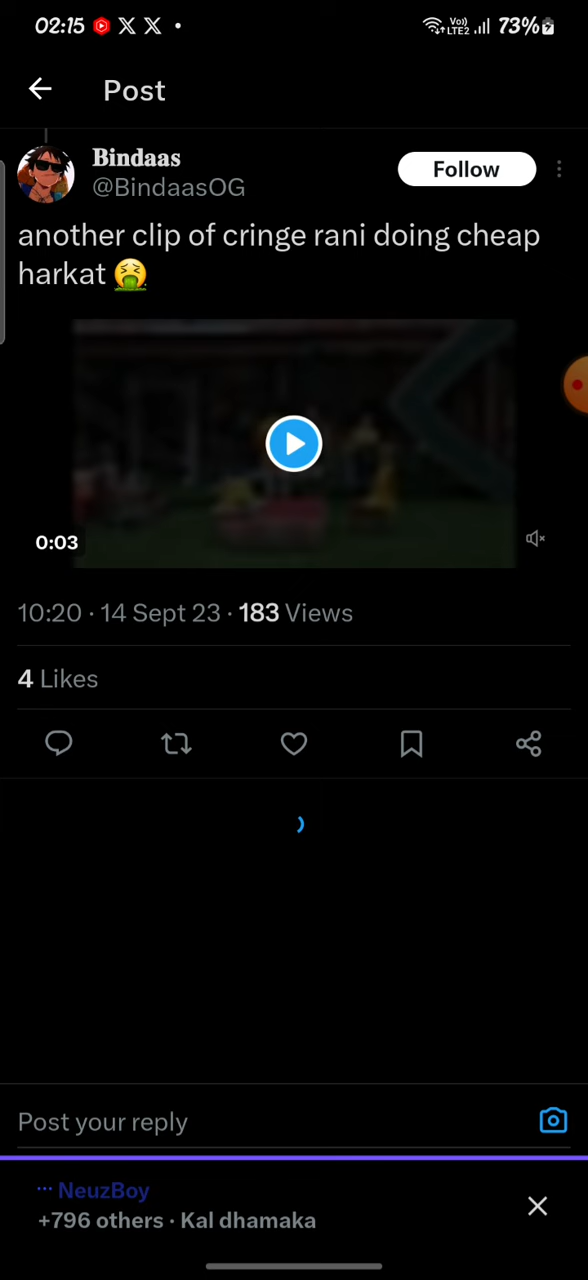 02:15 Vo) LTE2 73%
Post
Bindaas
@BindaasOG
Follow
another clip of cringe rani doing cheap
harkat 🤮
0:03
10:20 · 14 Sept 23 · 183 Views
4 Likes
Post your reply
··· NeuzBoy
+796 others · Kal dhamaka